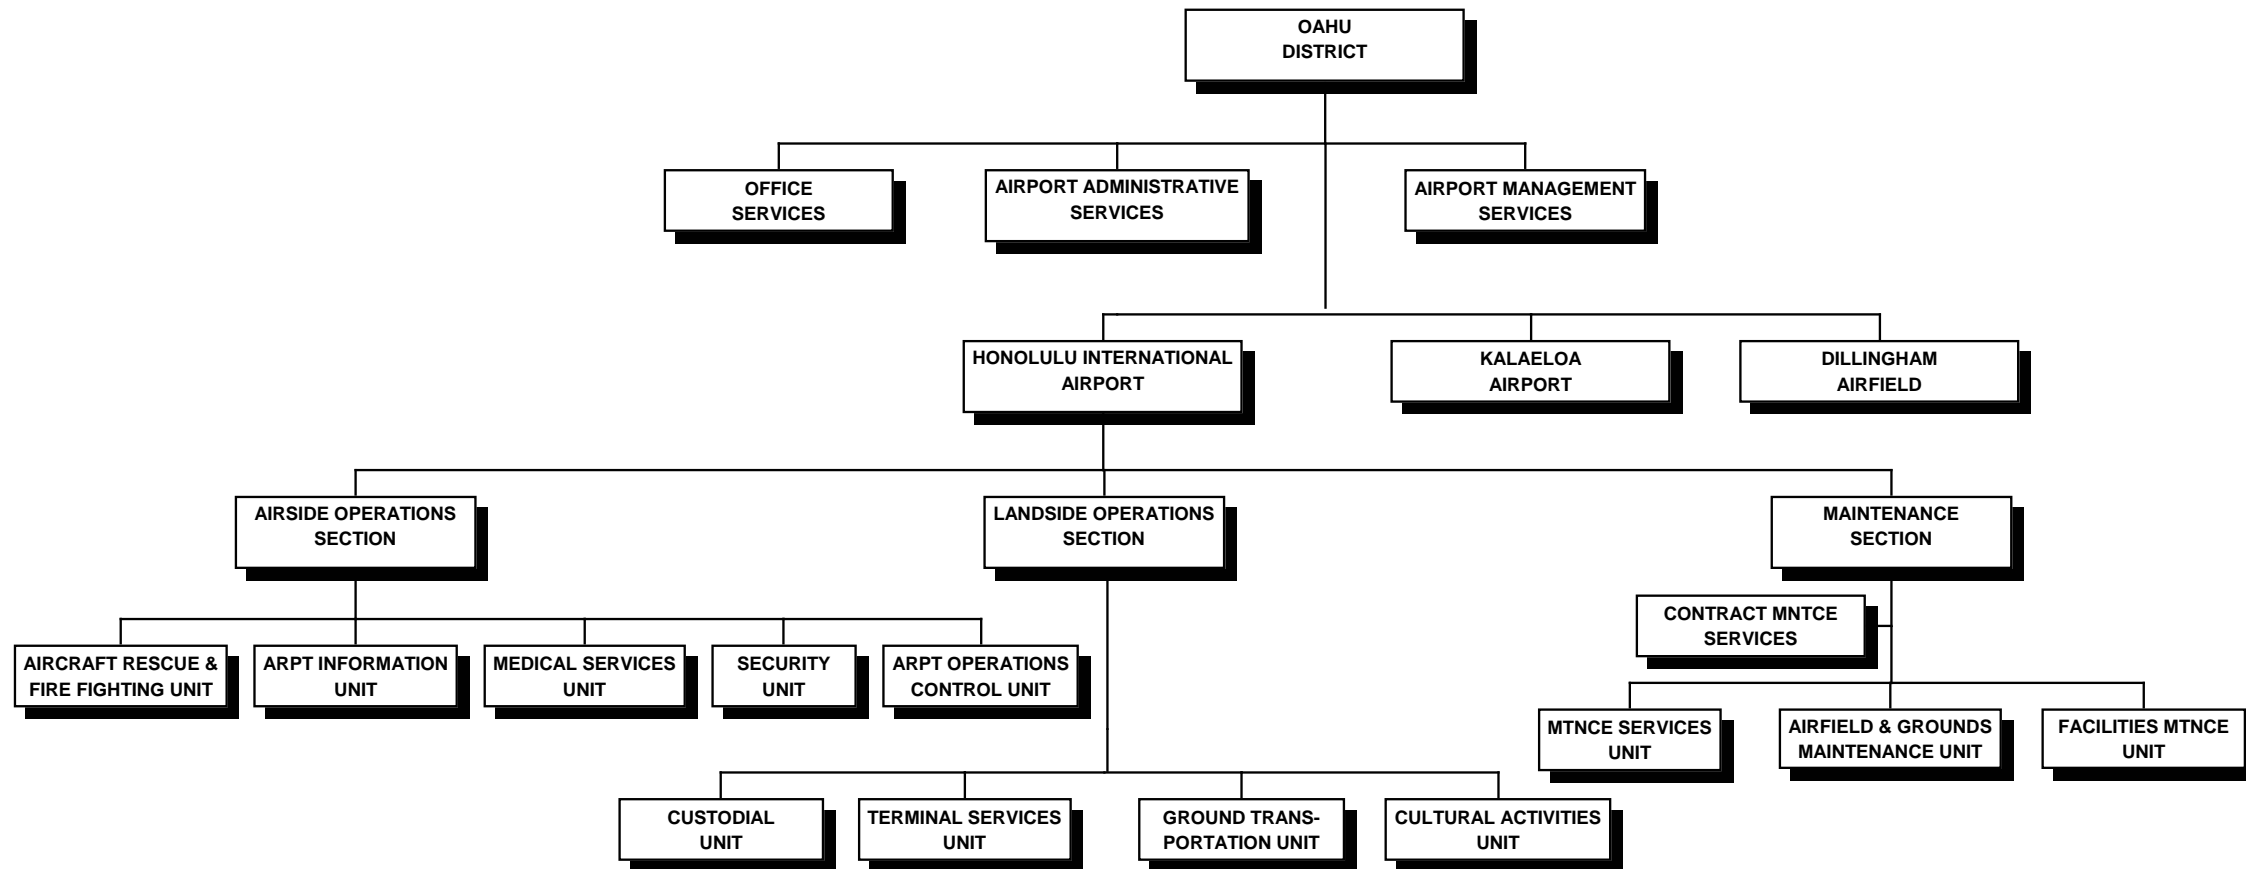 OAHU
DISTRICT
OFFICE
SERVICES
AIRPORT ADMINISTRATIVE
SERVICES
AIRPORT MANAGEMENT
SERVICES
HONOLULU INTERNATIONAL
AIRPORT
KALAELOA
AIRPORT
DILLINGHAM
AIRFIELD
AIRSIDE OPERATIONS
SECTION
LANDSIDE OPERATIONS
SECTION
MAINTENANCE
SECTION
CONTRACT MNTCE
SERVICES
AIRCRAFT RESCUE &
FIRE FIGHTING UNIT
ARPT INFORMATION
UNIT
MEDICAL SERVICES
UNIT
SECURITY
UNIT
ARPT OPERATIONS
CONTROL UNIT
MTNCE SERVICES
UNIT
AIRFIELD & GROUNDS
MAINTENANCE UNIT
FACILITIES MTNCE
UNIT
CUSTODIAL
UNIT
TERMINAL SERVICES
UNIT
GROUND TRANS-
PORTATION UNIT
CULTURAL ACTIVITIES
UNIT